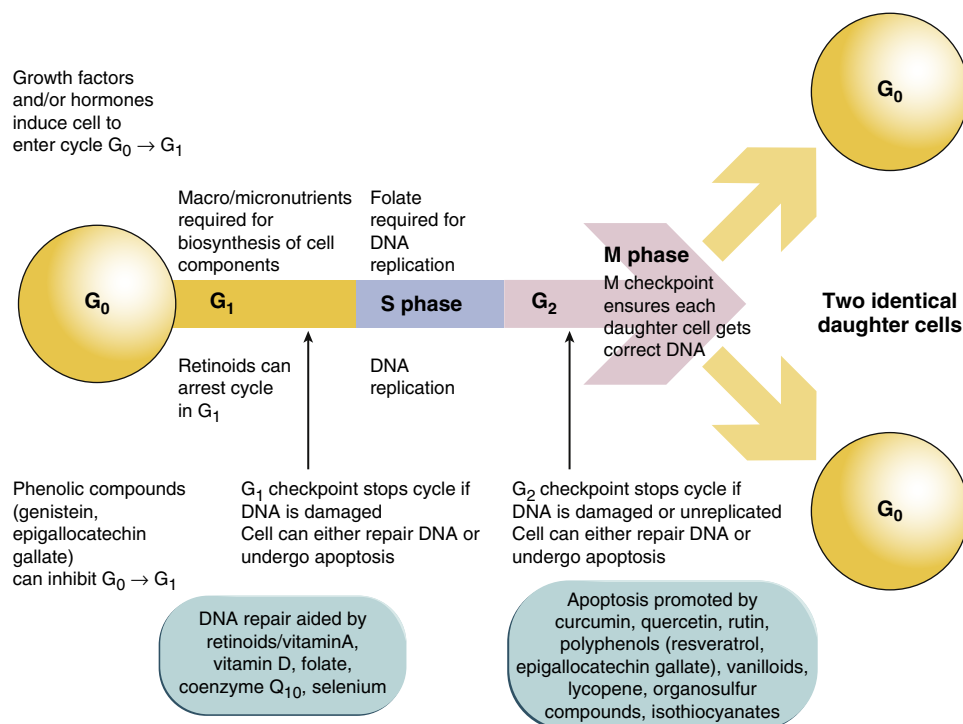 Growth factors
and/or hormones
induce cell to
enter cycle G₀ → G₁
G₀
Macro/micronutrients
required for
biosynthesis of cell
components
G₁
Retinoids can
arrest cycle
in G₁
Folate
required for
DNA
replication
S phase
DNA
replication
G₂
M phase
M checkpoint
ensures each
daughter cell gets
correct DNA
G₀
Two identical
daughter cells
G₀
Phenolic compounds
(genistein,
epigallocatechin
gallate)
can inhibit G₀ → G₁
G₁ checkpoint stops cycle if
DNA is damaged
Cell can either repair DNA or
undergo apoptosis
G₂ checkpoint stops cycle if
DNA is damaged or unreplicated
Cell can either repair DNA or
undergo apoptosis
DNA repair aided by
retinoids/vitaminA,
vitamin D, folate,
coenzyme Q₁₀, selenium
Apoptosis promoted by
curcumin, quercetin, rutin,
polyphenols (resveratrol,
epigallocatechin gallate), vanilloids,
lycopene, organosulfur
compounds, isothiocyanates